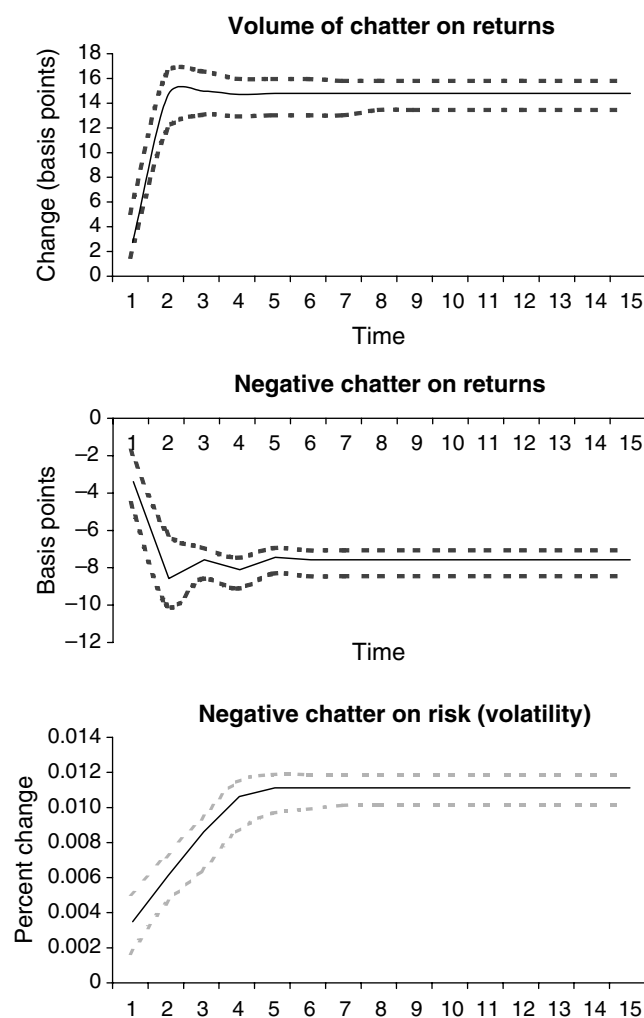 Volume of chatter on returns
Change (basis points)
18
16
14
12
10
8
6
4
2
0
1 2 3 4 5 6 7 8 9 10 11 12 13 14 15
Time
Negative chatter on returns
Basis points
0
1 2 3 4 5 6 7 8 9 10 11 12 13 14 15
–2
–4
–6
–8
–10
–12
Time
Negative chatter on risk (volatility)
Percent change
0.014
0.012
0.010
0.008
0.006
0.004
0.002
0
1 2 3 4 5 6 7 8 9 10 11 12 13 14 15